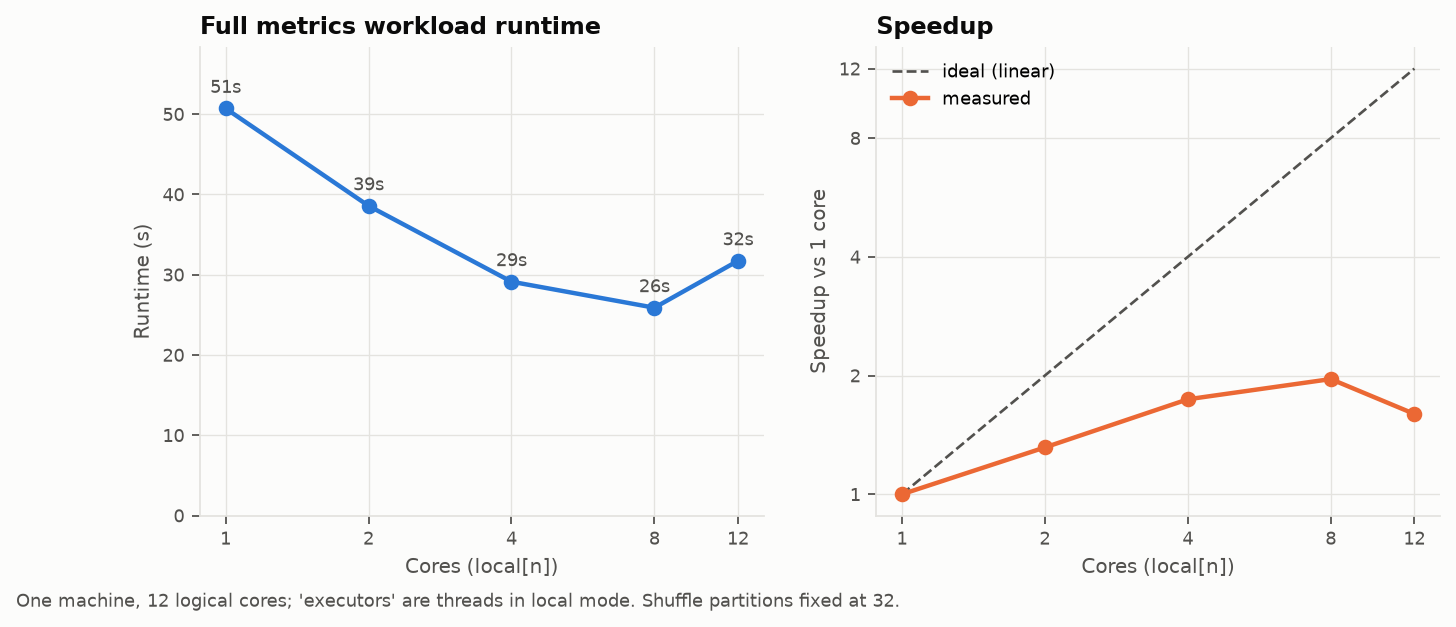 Full metrics workload runtime
51s
39s
29s
26s
32s
50
40
30
20
10
0
Runtime (s)
1 2 4 8 12
Cores (local[n])
Speedup
ideal (linear)
measured
12
8
4
2
1
Speedup vs 1 core
1 2 4 8 12
Cores (local[n])
One machine, 12 logical cores; 'executors' are threads in local mode. Shuffle partitions fixed at 32.